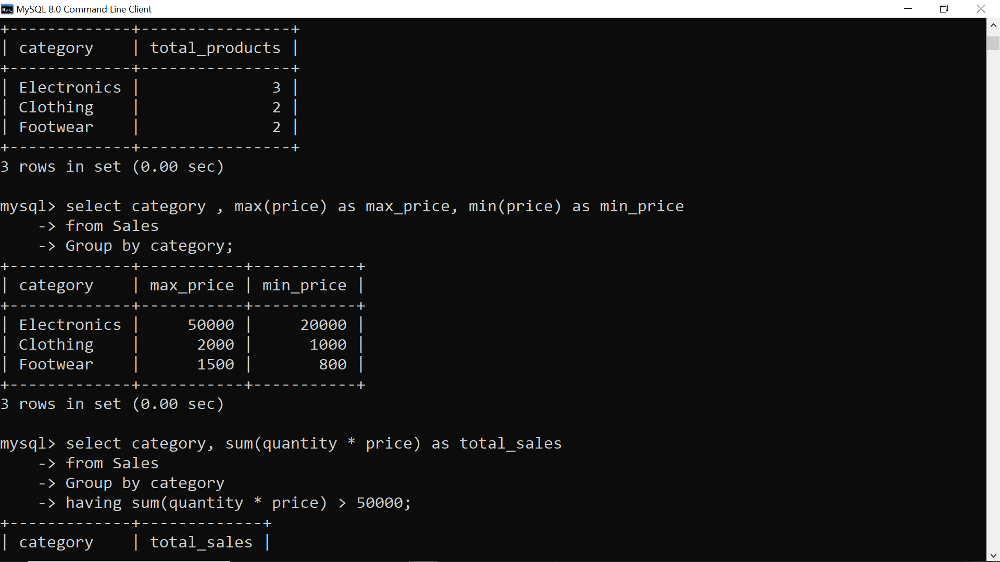 MySQL 8.0 Command Line Client
+-------------+----------------+
| category    | total_products |
+-------------+----------------+
| Electronics |              3 |
| Clothing    |              2 |
| Footwear    |              2 |
+-------------+----------------+
3 rows in set (0.00 sec)
mysql> select category , max(price) as max_price, min(price) as min_price
    -> from Sales
    -> Group by category;
+-------------+-----------+-----------+
| category    | max_price | min_price |
+-------------+-----------+-----------+
| Electronics |     50000 |     20000 |
| Clothing    |      2000 |      1000 |
| Footwear    |      1500 |       800 |
+-------------+-----------+-----------+
3 rows in set (0.00 sec)
mysql> select category, sum(quantity * price) as total_sales
    -> from Sales
    -> Group by category
    -> having sum(quantity * price) > 50000;
+-------------+-------------+
| category    | total_sales |